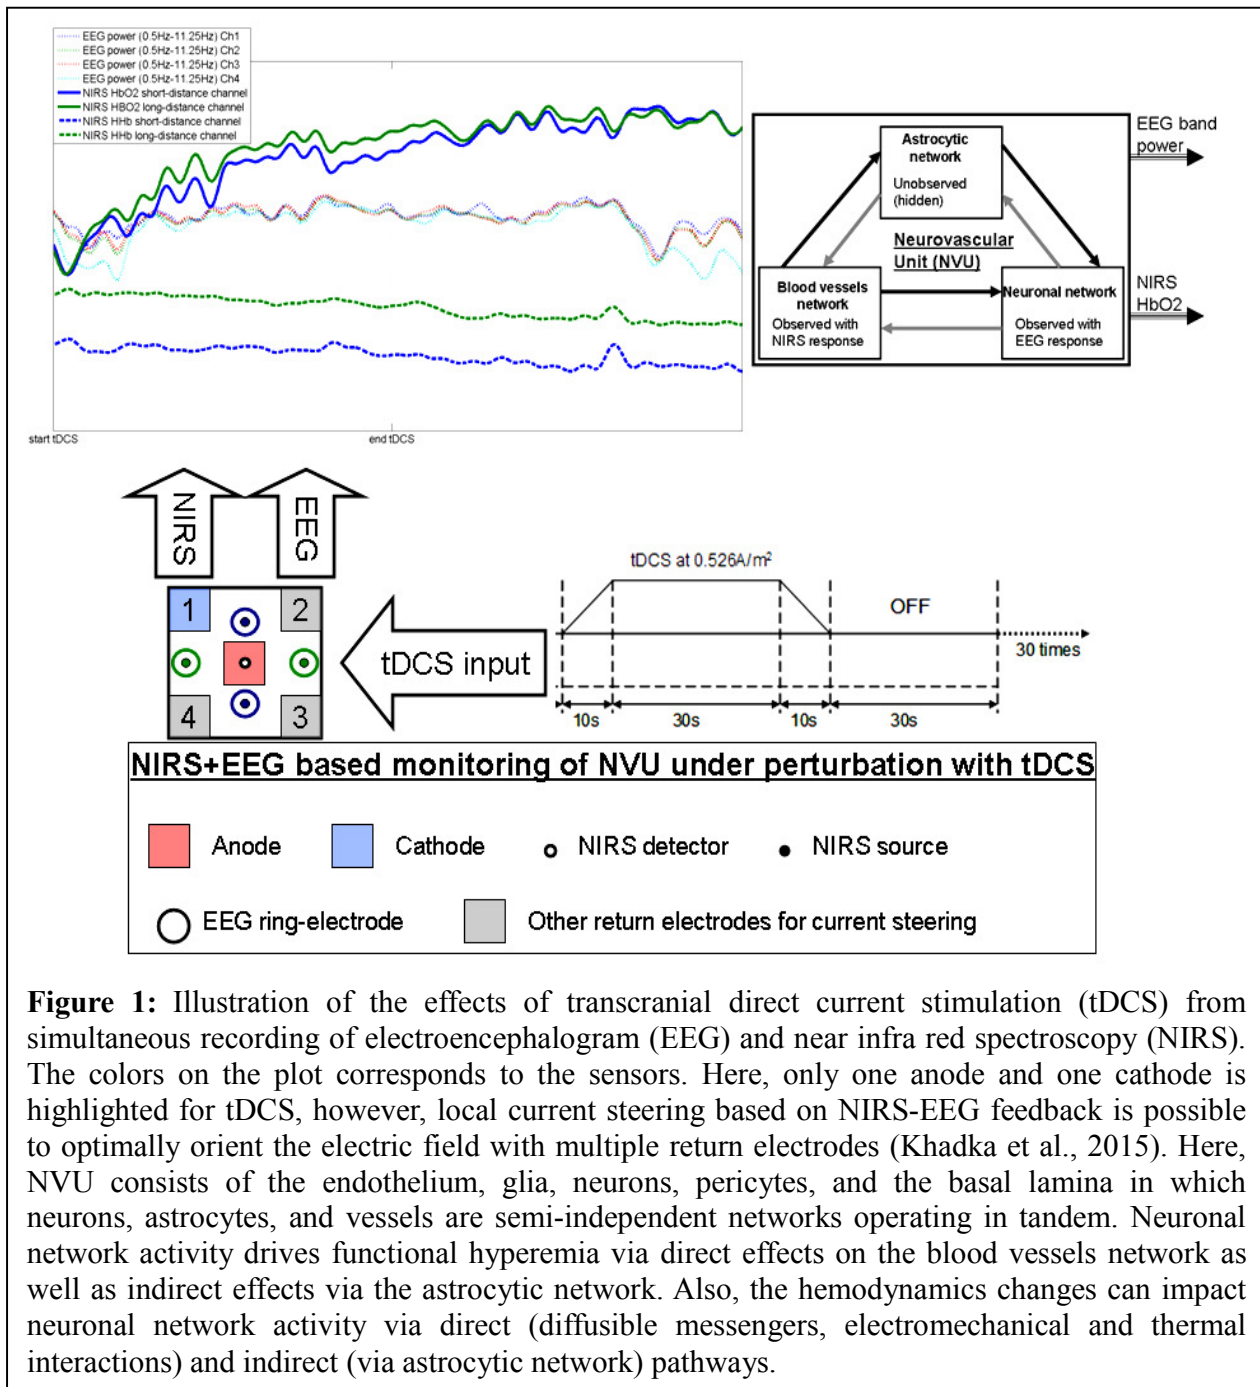 EEG power (0.5Hz-11.25Hz) Ch1
EEG power (0.5Hz-11.25Hz) Ch2
EEG power (0.5Hz-11.25Hz) Ch3
EEG power (0.5Hz-11.25Hz) Ch4
NIRS HbO2 short-distance channel
NIRS HBO2 long-distance channel
NIRS HHb short-distance channel
NIRS HHb long-distance channel
start tDCS
end tDCS
Astrocytic
network
Unobserved
(hidden)
Neurovascular
Unit (NVU)
Blood vessels
network
Observed with
NIRS response
Neuronal network
Observed with
EEG response
EEG band
power
NIRS
HbO2
NIRS
EEG
1
2
4
3
tDCS input
tDCS at 0.526A/m²
OFF
30 times
10s
30s
10s
30s
NIRS+EEG based monitoring of NVU under perturbation with tDCS
Anode
Cathode
NIRS detector
NIRS source
EEG ring-electrode
Other return electrodes for current steering
Figure 1: Illustration of the effects of transcranial direct current stimulation (tDCS) from
simultaneous recording of electroencephalogram (EEG) and near infra red spectroscopy (NIRS).
The colors on the plot corresponds to the sensors. Here, only one anode and one cathode is
highlighted for tDCS, however, local current steering based on NIRS-EEG feedback is possible
to optimally orient the electric field with multiple return electrodes (Khadka et al., 2015). Here,
NVU consists of the endothelium, glia, neurons, pericytes, and the basal lamina in which
neurons, astrocytes, and vessels are semi-independent networks operating in tandem. Neuronal
network activity drives functional hyperemia via direct effects on the blood vessels network as
well as indirect effects via the astrocytic network. Also, the hemodynamics changes can impact
neuronal network activity via direct (diffusible messengers, electromechanical and thermal
interactions) and indirect (via astrocytic network) pathways.